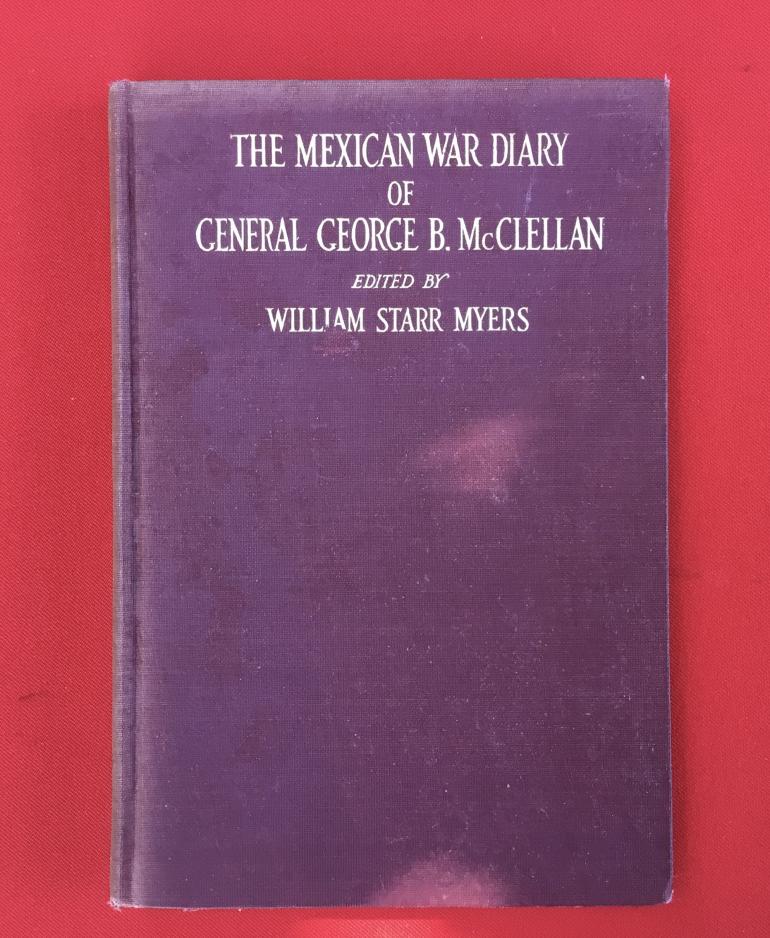 THE MEXICAN WAR DIARY
OF
GENERAL GEORGE B. McCLELLAN
EDITED BY
WILLIAM STARR MYERS